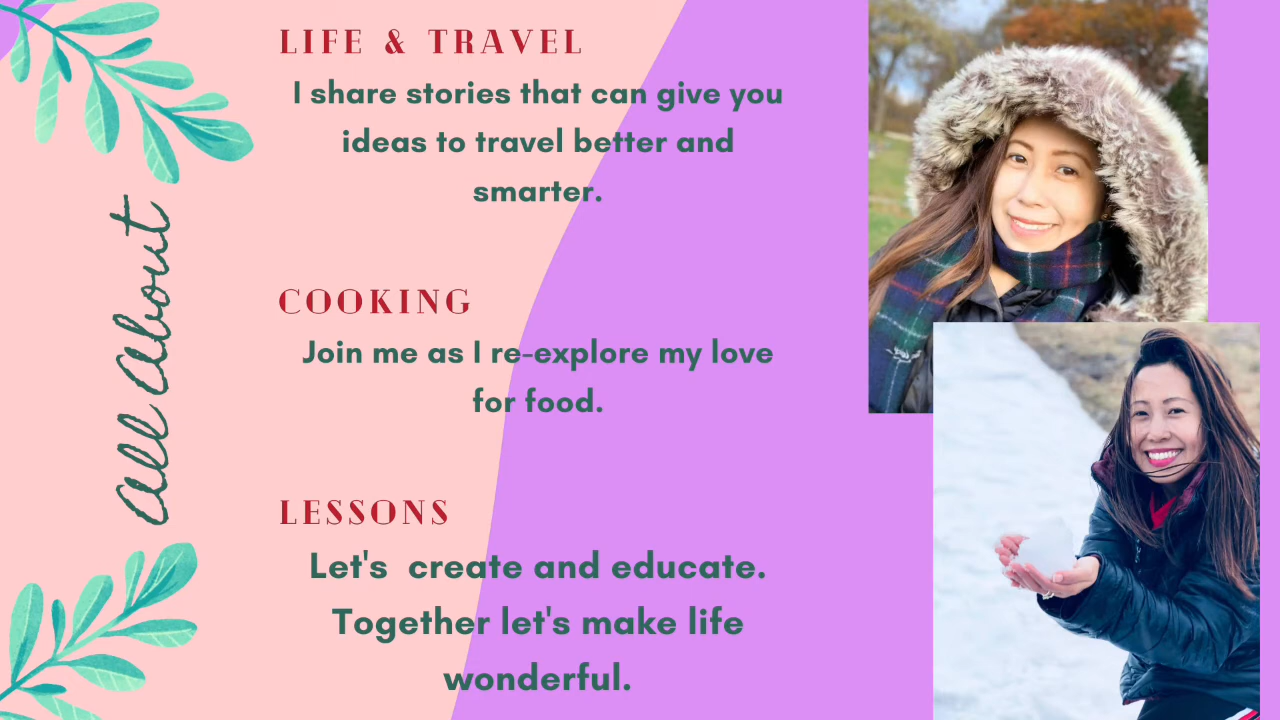 All About
LIFE & TRAVEL
I share stories that can give you
ideas to travel better and
smarter.
COOKING
Join me as I re-explore my love
for food.
LESSONS
Let's  create and educate.
Together let's make life
wonderful.